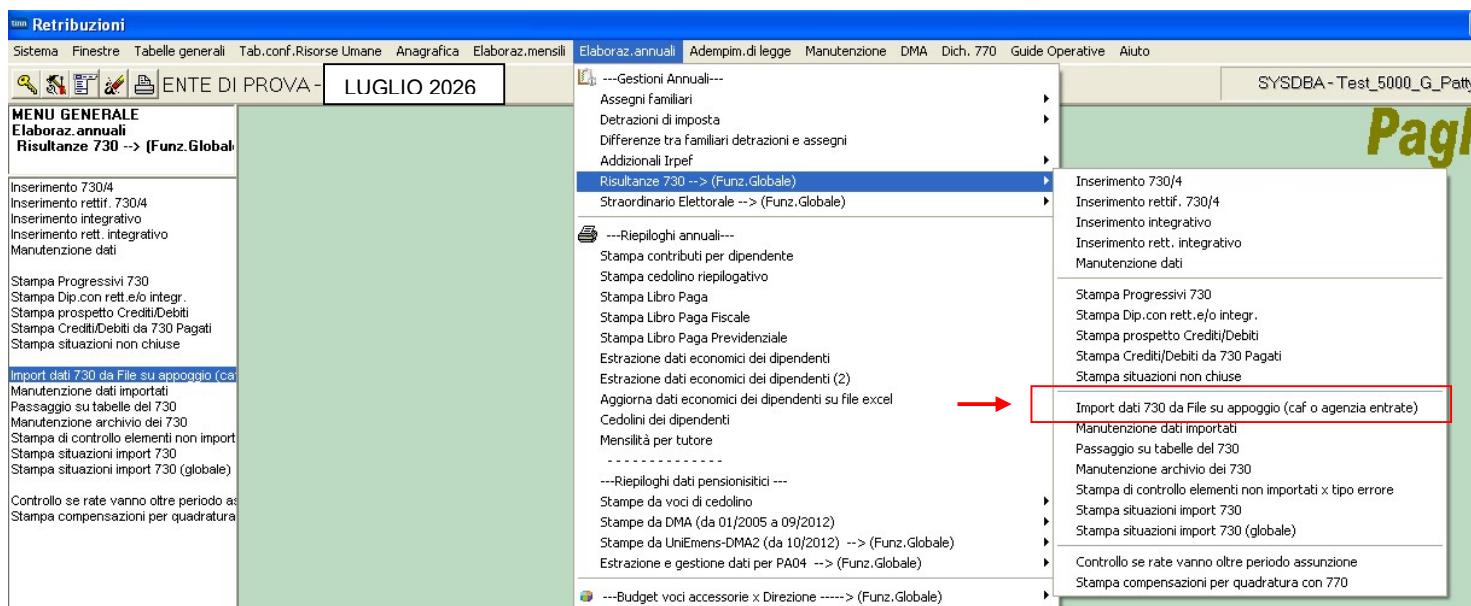 tinn Retribuzioni
Sistema Finestre Tabelle generali Tab.conf.Risorse Umane Anagrafica Elaboraz.mensili Elaboraz.annuali Adempim.di legge Manutenzione DMA Dich. 770 Guide Operative Aiuto
ENTE DI PROVA - LUGLIO 2026
SYSDBA - Test_5000_G_Patty
MENU GENERALE
Elaboraz.annuali
Risultanze 730 --> (Funz.Global
Inserimento 730/4
Inserimento rettif. 730/4
Inserimento integrativo
Inserimento rett. integrativo
Manutenzione dati
Stampa Progressivi 730
Stampa Dip.con rett.e/o integr.
Stampa prospetto Crediti/Debiti
Stampa Crediti/Debiti da 730 Pagati
Stampa situazioni non chiuse
Import dati 730 da File su appoggio (caf
Manutenzione dati importati
Passaggio su tabelle del 730
Manutenzione archivio dei 730
Stampa di controllo elementi non import
Stampa situazioni import 730
Stampa situazioni import 730 (globale)
Controllo se rate vanno oltre periodo as
Stampa compensazioni per quadratura
---Gestioni Annuali---
Assegni familiari
Detrazioni di imposta
Differenze tra familiari detrazioni e assegni
Addizionali Irpef
Risultanze 730 --> (Funz.Globale)
Straordinario Elettorale --> (Funz.Globale)
---Riepiloghi annuali---
Stampa contributi per dipendente
Stampa cedolino riepilogativo
Stampa Libro Paga
Stampa Libro Paga Fiscale
Stampa Libro Paga Previdenziale
Estrazione dati economici dei dipendenti
Estrazione dati economici dei dipendenti (2)
Aggiorna dati economici dei dipendenti su file excel
Cedolini dei dipendenti
Mensilità per tutore
- - - - - - - - - - - - - -
---Riepiloghi dati pensionisitici ---
Stampe da voci di cedolino
Stampe da DMA (da 01/2005 a 09/2012)
Stampe da UniEmens-DMA2 (da 10/2012) --> (Funz.Globale)
Estrazione e gestione dati per PA04 --> (Funz.Globale)
---Budget voci accessorie x Direzione -----> (Funz.Globale)
Pagh
Inserimento 730/4
Inserimento rettif. 730/4
Inserimento integrativo
Inserimento rett. integrativo
Manutenzione dati
Stampa Progressivi 730
Stampa Dip.con rett.e/o integr.
Stampa prospetto Crediti/Debiti
Stampa Crediti/Debiti da 730 Pagati
Stampa situazioni non chiuse
Import dati 730 da File su appoggio (caf o agenzia entrate)
Manutenzione dati importati
Passaggio su tabelle del 730
Manutenzione archivio dei 730
Stampa di controllo elementi non importati x tipo errore
Stampa situazioni import 730
Stampa situazioni import 730 (globale)
Controllo se rate vanno oltre periodo assunzione
Stampa compensazioni per quadratura con 770